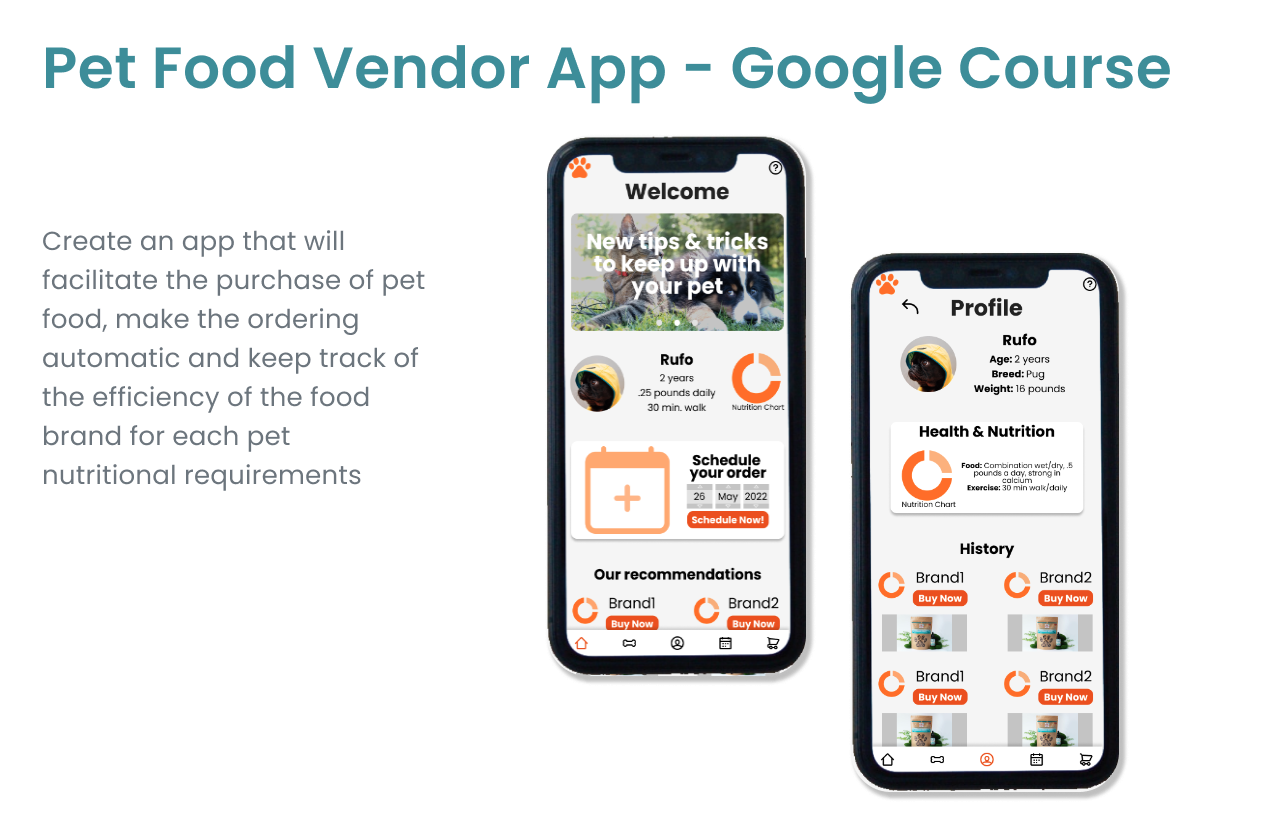 Pet Food Vendor App - Google Course
Create an app that will
facilitate the purchase of pet
food, make the ordering
automatic and keep track of
the efficiency of the food
brand for each pet
nutritional requirements
Welcome
New tips & tricks
to keep up with
your pet
Rufo
2 years
.25 pounds daily
30 min. walk
Nutrition Chart
Schedule
your order
26 May 2022
Schedule Now!
Our recommendations
Brand1 Brand2
Buy Now Buy Now
Profile
Rufo
Age: 2 years
Breed: Pug
Weight: 16 pounds
Health & Nutrition
Food: Combination wet/dry, .5
pounds a day, strong in
calcium
Exercise: 30 min walk/daily
Nutrition Chart
History
Brand1 Brand2
Buy Now Buy Now
Brand1 Brand2
Buy Now Buy Now